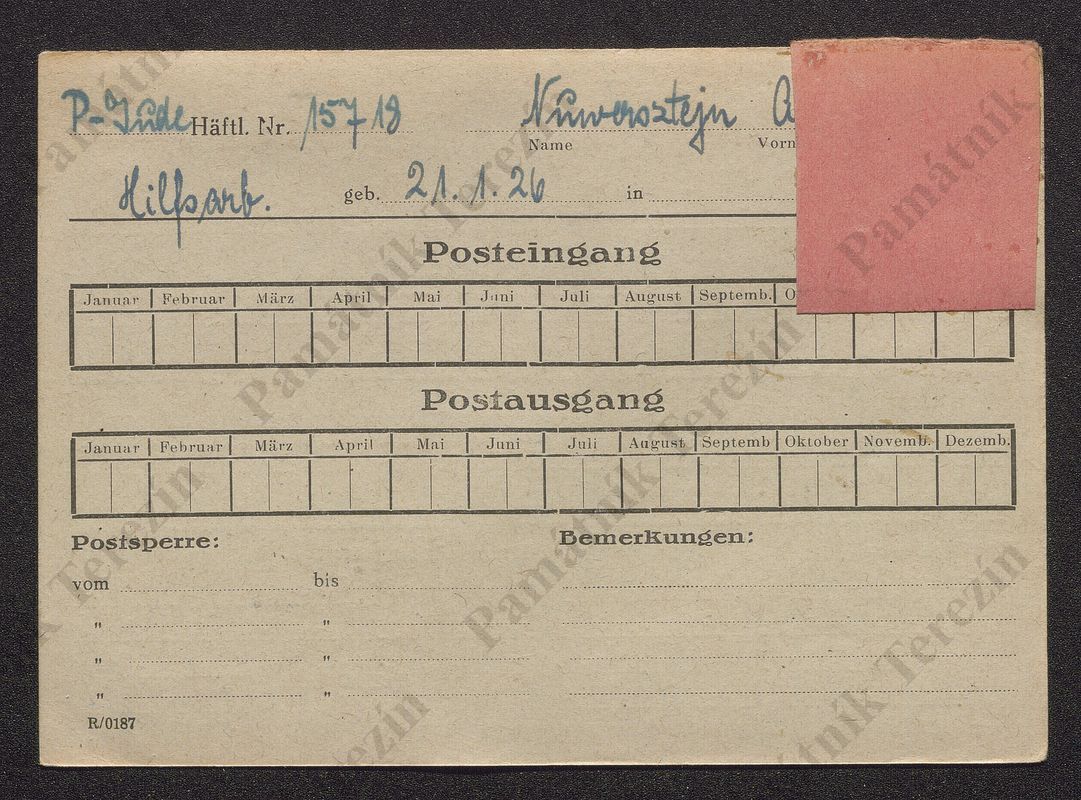 P-Jude Häftl. Nr. 15718 Nuwersztejn
Name Vorn
Hilfsarb. geb. 21.1.26 in
Posteingang
Januar Februar März April Mai Juni Juli August Septemb. O
Postausgang
Januar Februar März April Mai Juni Juli August Septemb Oktober Novemb. Dezemb.
Postsperre: Bemerkungen:
vom bis
" "
" "
" "
R/0187
Památník Terezín